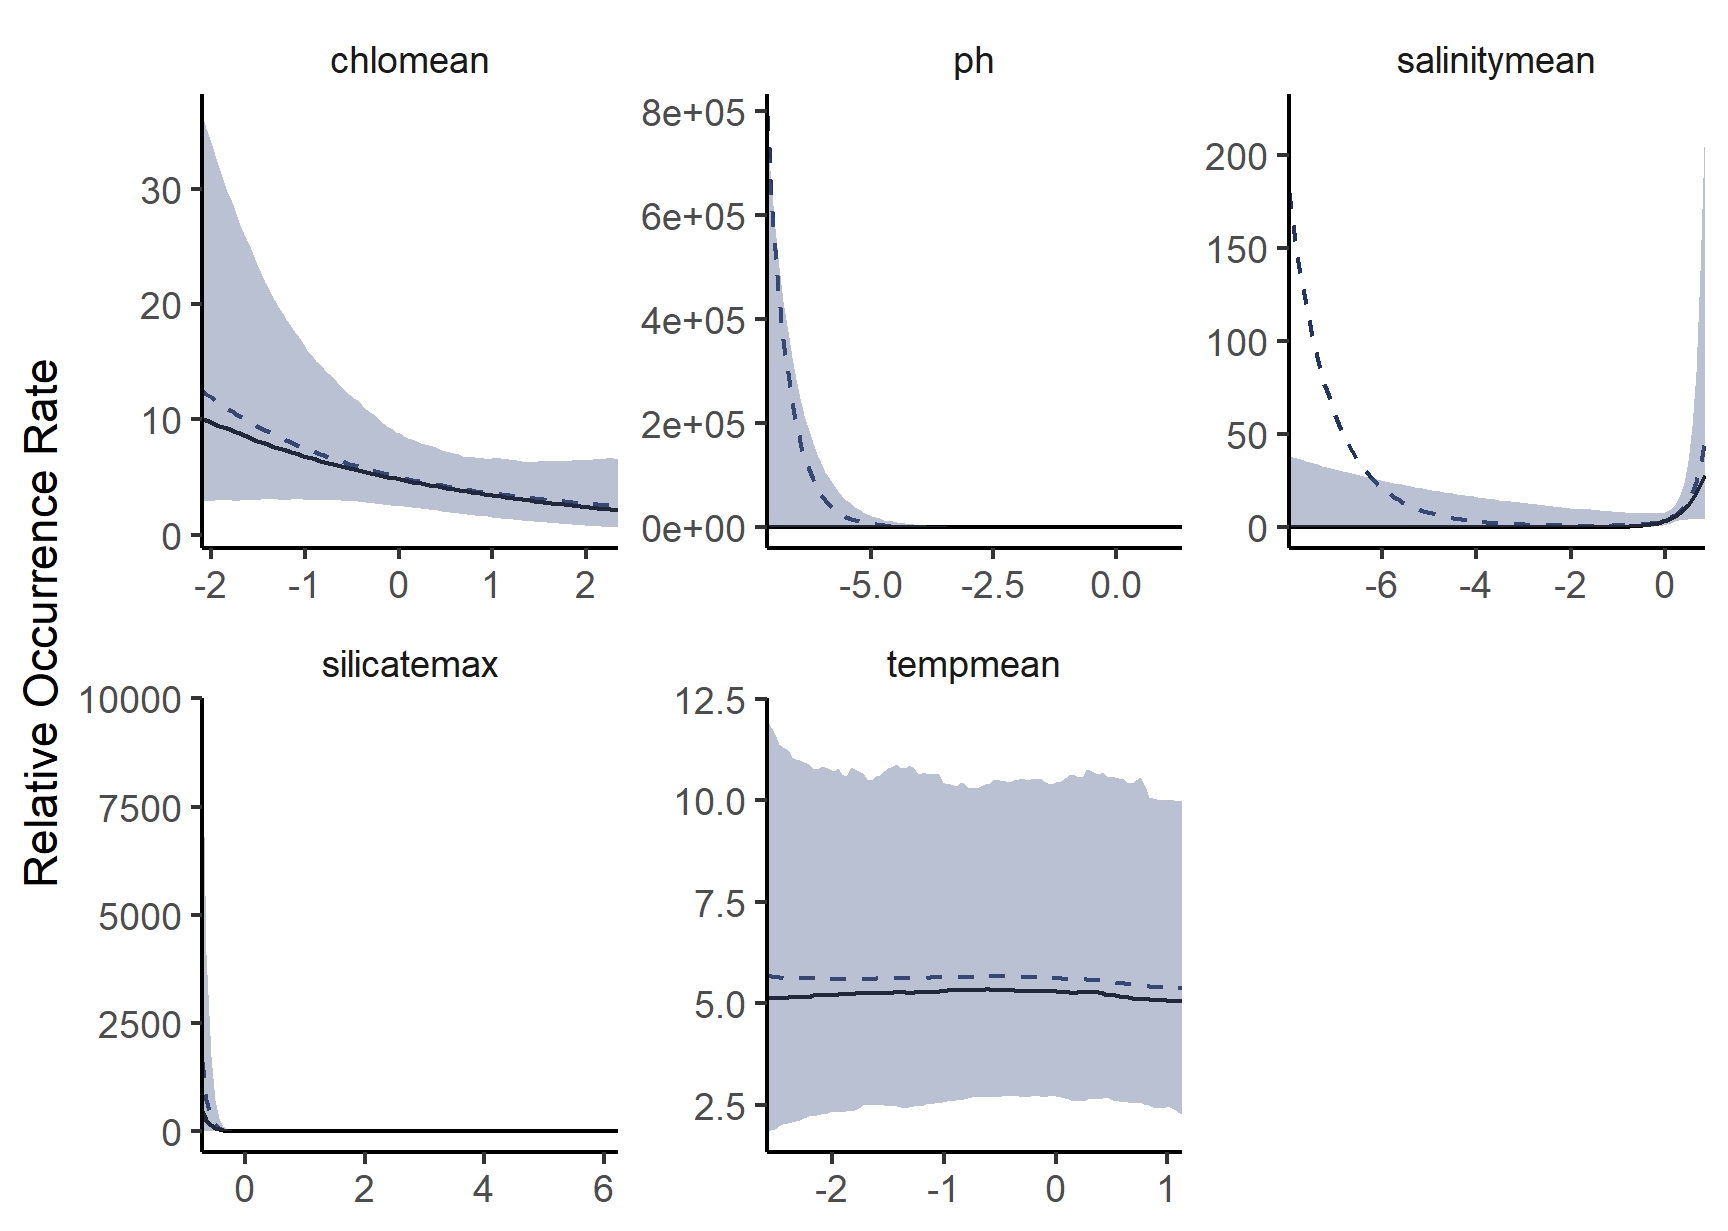 chlomean
ph
salinitymean
30
20
10
0
-2 -1 0 1 2
8e+05
6e+05
4e+05
2e+05
0e+00
-5.0 -2.5 0.0
200
150
100
50
0
-6 -4 -2 0
Relative Occurrence Rate
silicatemax
tempmean
10000
7500
5000
2500
0
0 2 4 6
12.5
10.0
7.5
5.0
2.5
-2 -1 0 1